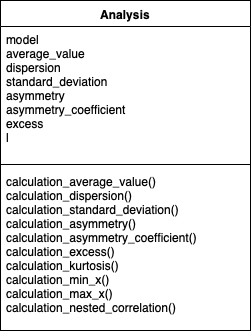 Analysis
model
average_value
dispersion
standard_deviation
asymmetry
asymmetry_coefficient
excess
l
calculation_average_value()
calculation_dispersion()
calculation_standard_deviation()
calculation_asymmetry()
calculation_asymmetry_coefficient()
calculation_excess()
calculation_kurtosis()
calculation_min_x()
calculation_max_x()
calculation_nested_correlation()